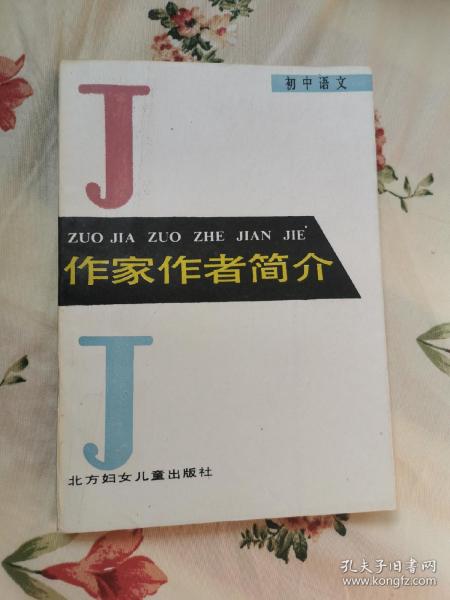 初中语文
J
ZUO JIA ZUO ZHE JIAN JIE
作家作者简介
J
北方妇女儿童出版社
孔夫子旧书网
www.kongfz.com